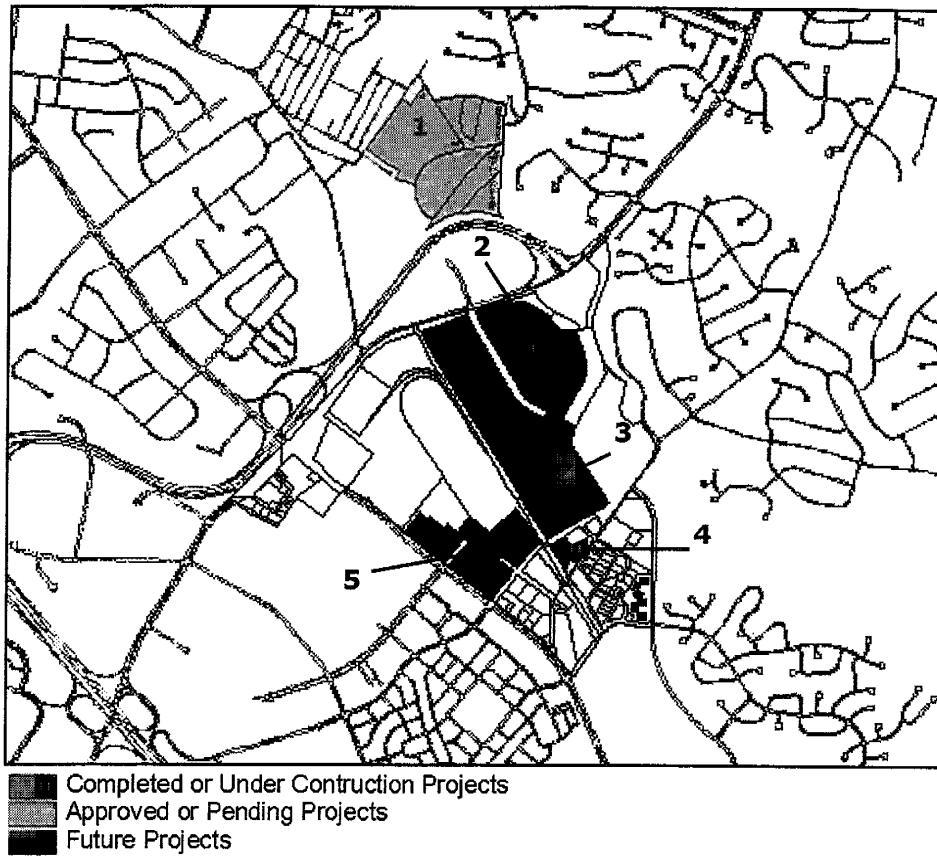 1
2
3
4
5
Completed or Under Contruction Projects
Approved or Pending Projects
Future Projects